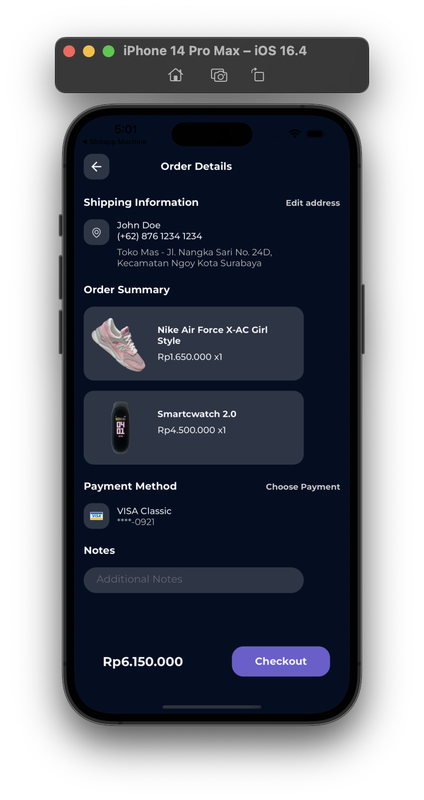 iPhone 14 Pro Max – iOS 16.4
5:01
Order Details
Shipping Information
Edit address
John Doe
(+62) 876 1234 1234
Toko Mas - Jl. Nangka Sari No. 24D,
Kecamatan Ngoy Kota Surabaya
Order Summary
Nike Air Force X-AC Girl
Style
Rp1.650.000 x1
Smartcwatch 2.0
Rp4.500.000 x1
Payment Method
Choose Payment
VISA
VISA Classic
****-0921
Notes
Additional Notes
Rp6.150.000
Checkout